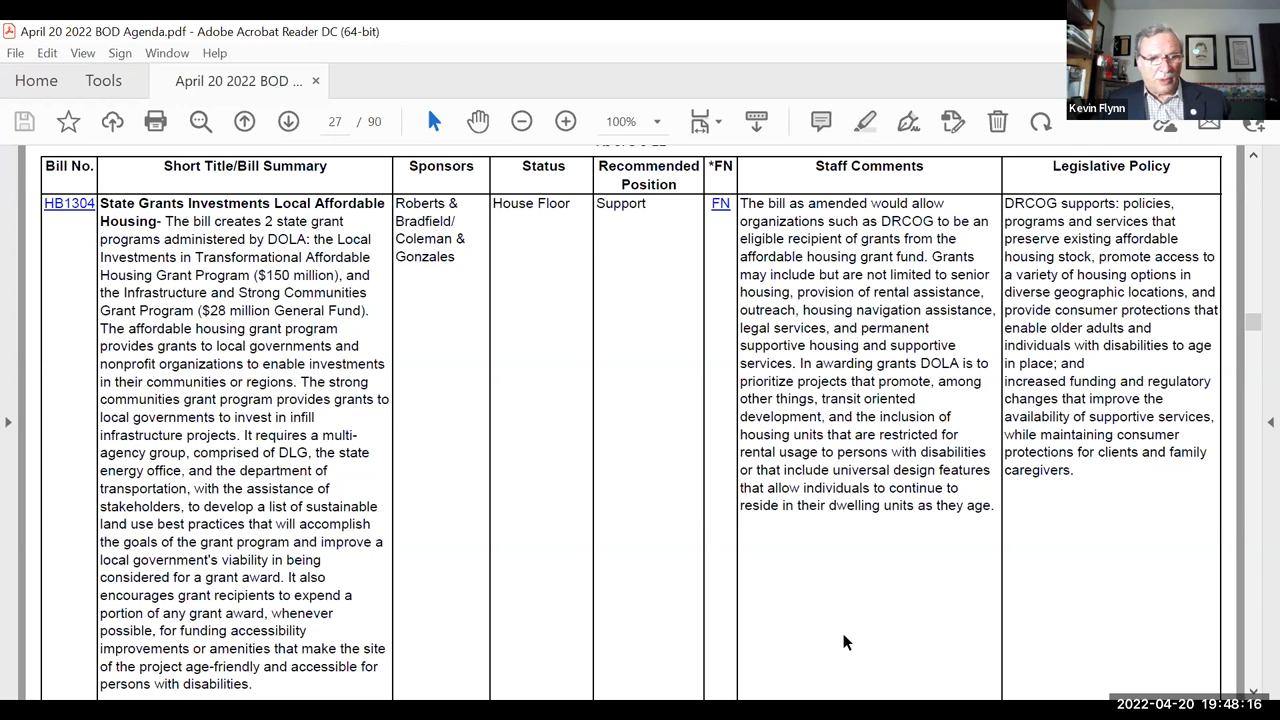 April 20 2022 BOD Agenda.pdf - Adobe Acrobat Reader DC (64-bit)
File Edit View Sign Window Help
Home Tools April 20 2022 BOD ... ×
27 / 90 100%
Kevin Flynn
Bill No. Short Title/Bill Summary Sponsors Status Recommended Position *FN Staff Comments Legislative Policy
HB1304
State Grants Investments Local Affordable
Housing- The bill creates 2 state grant
programs administered by DOLA: the Local
Investments in Transformational Affordable
Housing Grant Program ($150 million), and
the Infrastructure and Strong Communities
Grant Program ($28 million General Fund).
The affordable housing grant program
provides grants to local governments and
nonprofit organizations to enable investments
in their communities or regions. The strong
communities grant program provides grants to
local governments to invest in infill
infrastructure projects. It requires a multi-
agency group, comprised of DLG, the state
energy office, and the department of
transportation, with the assistance of
stakeholders, to develop a list of sustainable
land use best practices that will accomplish
the goals of the grant program and improve a
local government's viability in being
considered for a grant award. It also
encourages grant recipients to expend a
portion of any grant award, whenever
possible, for funding accessibility
improvements or amenities that make the site
of the project age-friendly and accessible for
persons with disabilities.
Roberts &
Bradfield/
Coleman &
Gonzales
House Floor
Support
FN
The bill as amended would allow
organizations such as DRCOG to be an
eligible recipient of grants from the
affordable housing grant fund. Grants
may include but are not limited to senior
housing, provision of rental assistance,
outreach, housing navigation assistance,
legal services, and permanent
supportive housing and supportive
services. In awarding grants DOLA is to
prioritize projects that promote, among
other things, transit oriented
development, and the inclusion of
housing units that are restricted for
rental usage to persons with disabilities
or that include universal design features
that allow individuals to continue to
reside in their dwelling units as they age.
DRCOG supports: policies,
programs and services that
preserve existing affordable
housing stock, promote access to
a variety of housing options in
diverse geographic locations, and
provide consumer protections that
enable older adults and
individuals with disabilities to age
in place; and
increased funding and regulatory
changes that improve the
availability of supportive services,
while maintaining consumer
protections for clients and family
caregivers.
2022-04-20 19:48:16